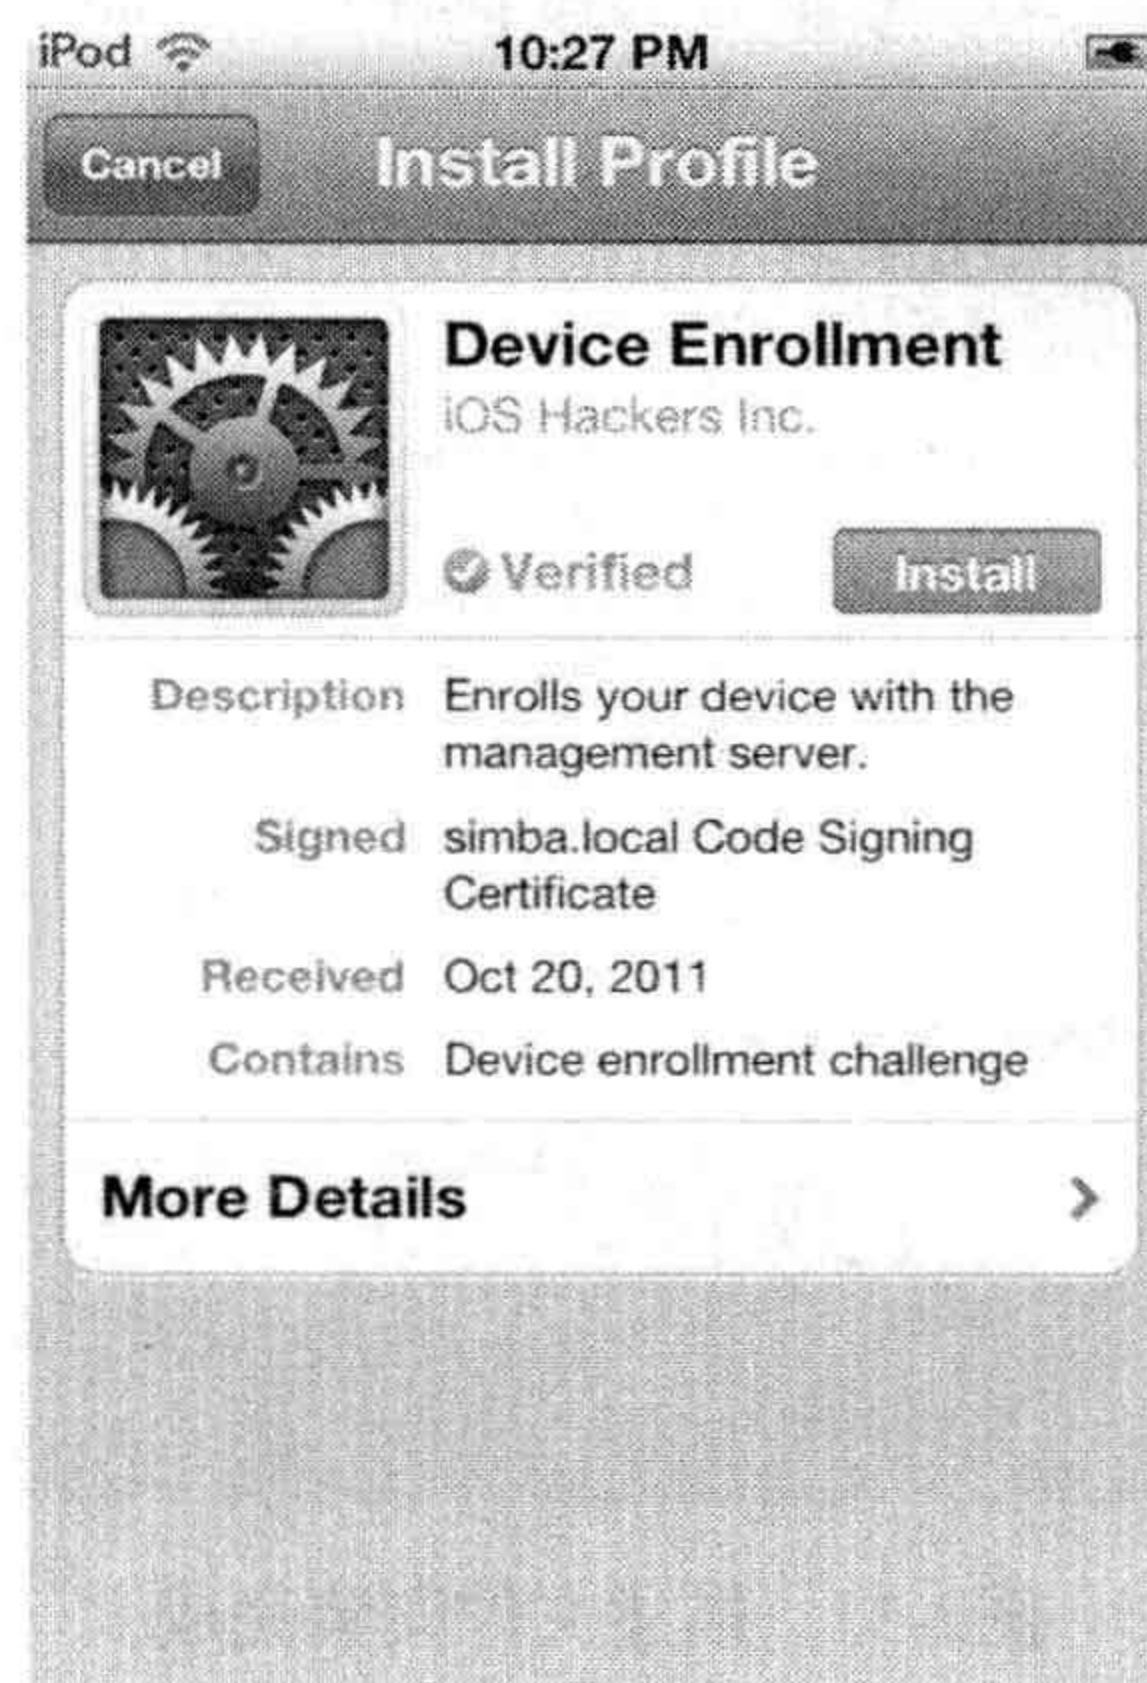 iPod 10:27 PM
Cancel Install Profile
Device Enrollment
iOS Hackers Inc.
Verified Install
Description Enrolls your device with the
management server.
Signed simba.local Code Signing
Certificate
Received Oct 20, 2011
Contains Device enrollment challenge
More Details